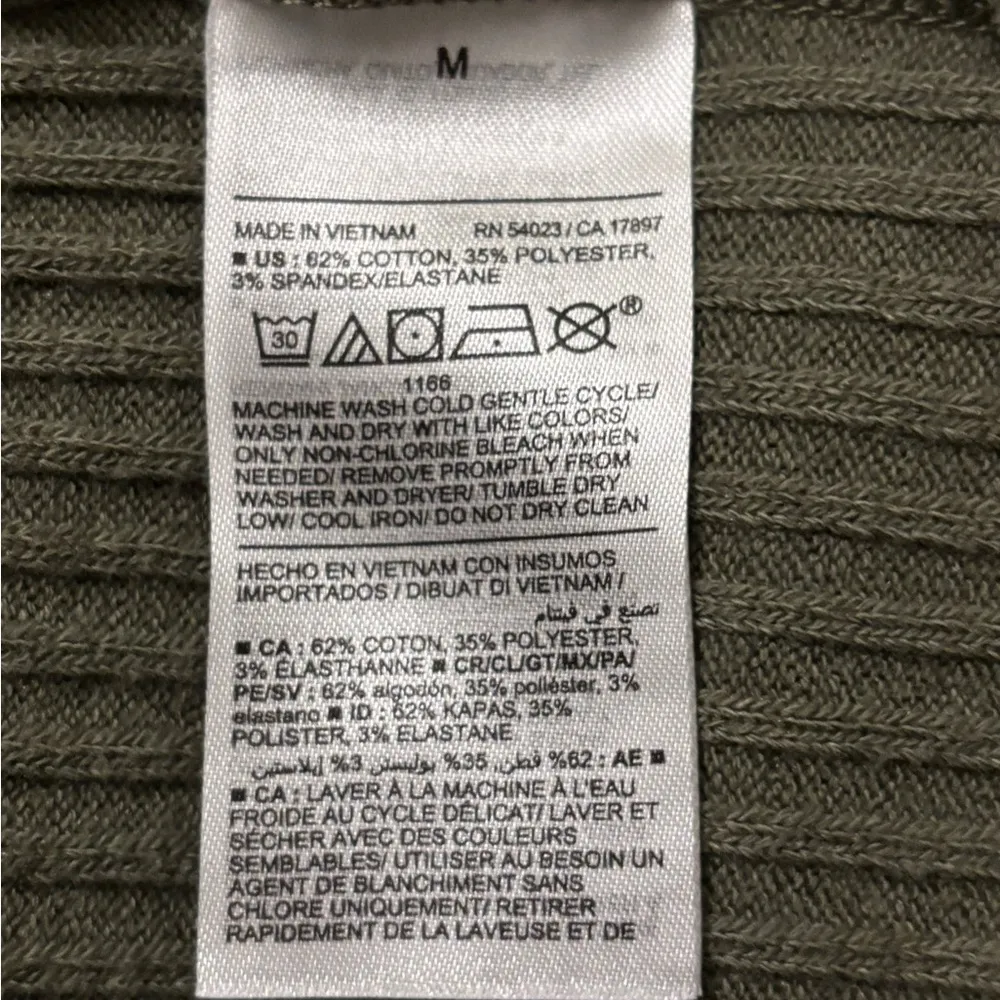 M
MADE IN VIETNAM RN 54023 / CA 17897
■ US : 62% COTTON, 35% POLYESTER,
3% SPANDEX/ELASTANE
30
®
1166
MACHINE WASH COLD GENTLE CYCLE/
WASH AND DRY WITH LIKE COLORS/
ONLY NON-CHLORINE BLEACH WHEN
NEEDED/ REMOVE PROMPTLY FROM
WASHER AND DRYER/ TUMBLE DRY
LOW/ COOL IRON/ DO NOT DRY CLEAN
HECHO EN VIETNAM CON INSUMOS
IMPORTADOS / DIBUAT DI VIETNAM /
تصنع في فيتنام
■ CA : 62% COTON, 35% POLYESTER,
3% ÉLASTHANNE ■ CR/CL/GT/MX/PA/
PE/SV : 62% algodón, 35% poliéster, 3%
elastano ■ ID : 62% KAPAS, 35%
POLISTER, 3% ELASTANE
■ AE : 62% قطن, 35% بوليستر, 3% إيلاستين
■ CA : LAVER À LA MACHINE À L'EAU
FROIDE AU CYCLE DÉLICAT/ LAVER ET
SÉCHER AVEC DES COULEURS
SEMBLABLES/ UTILISER AU BESOIN UN
AGENT DE BLANCHIMENT SANS
CHLORE UNIQUEMENT/ RETIRER
RAPIDEMENT DE LA LAVEUSE ET DE